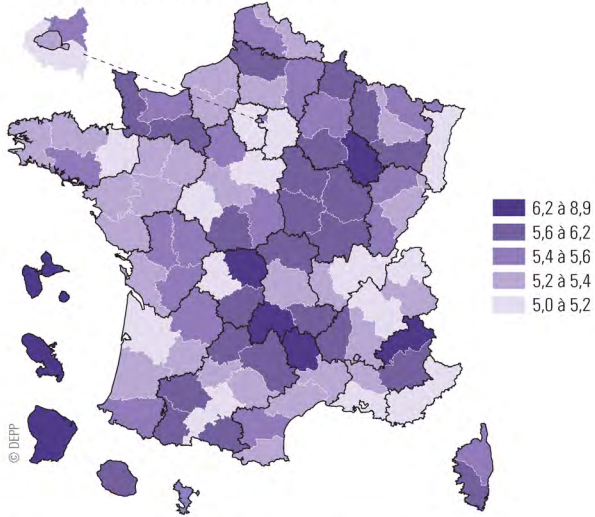 6,2 à 8,9
5,6 à 6,2
5,4 à 5,6
5,2 à 5,4
5,0 à 5,2
© DEPP